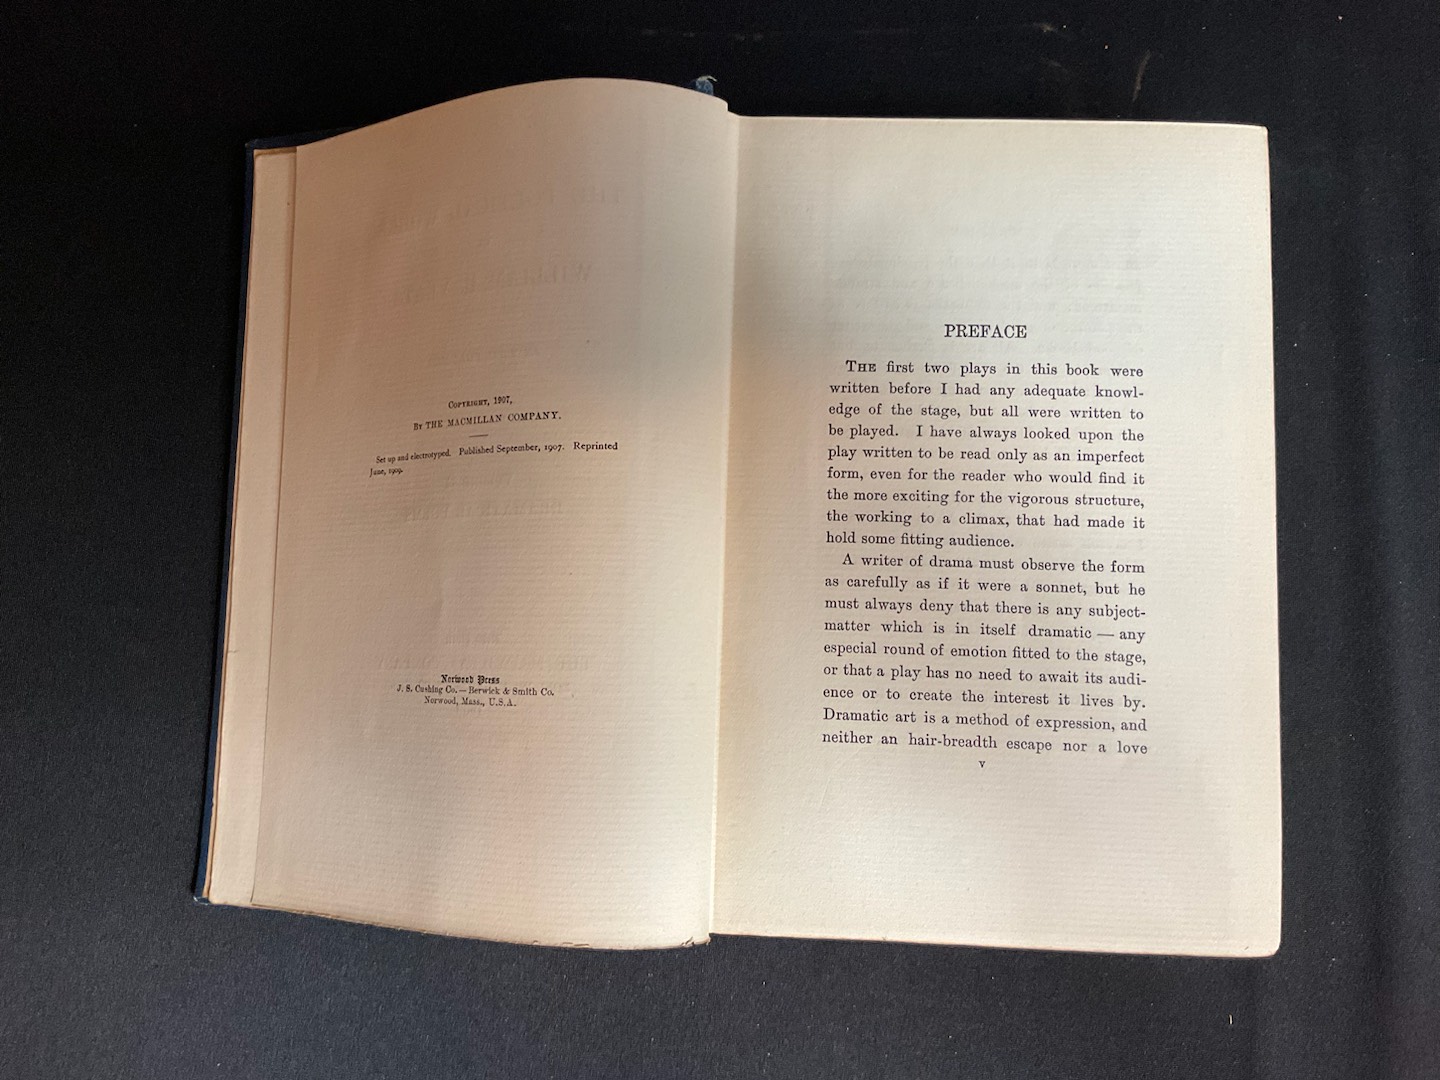 COPYRIGHT, 1907,
BY THE MACMILLAN COMPANY.
Set up and electrotyped. Published September, 1907. Reprinted
June, 1909.
Norwood Press
J. S. Cushing Co. — Berwick & Smith Co.
Norwood, Mass., U.S.A.
PREFACE
THE first two plays in this book were
written before I had any adequate knowl-
edge of the stage, but all were written to
be played. I have always looked upon the
play written to be read only as an imperfect
form, even for the reader who would find it
the more exciting for the vigorous structure,
the working to a climax, that had made it
hold some fitting audience.
A writer of drama must observe the form
as carefully as if it were a sonnet, but he
must always deny that there is any subject-
matter which is in itself dramatic — any
especial round of emotion fitted to the stage,
or that a play has no need to await its audi-
ence or to create the interest it lives by.
Dramatic art is a method of expression, and
neither an hair-breadth escape nor a love
v